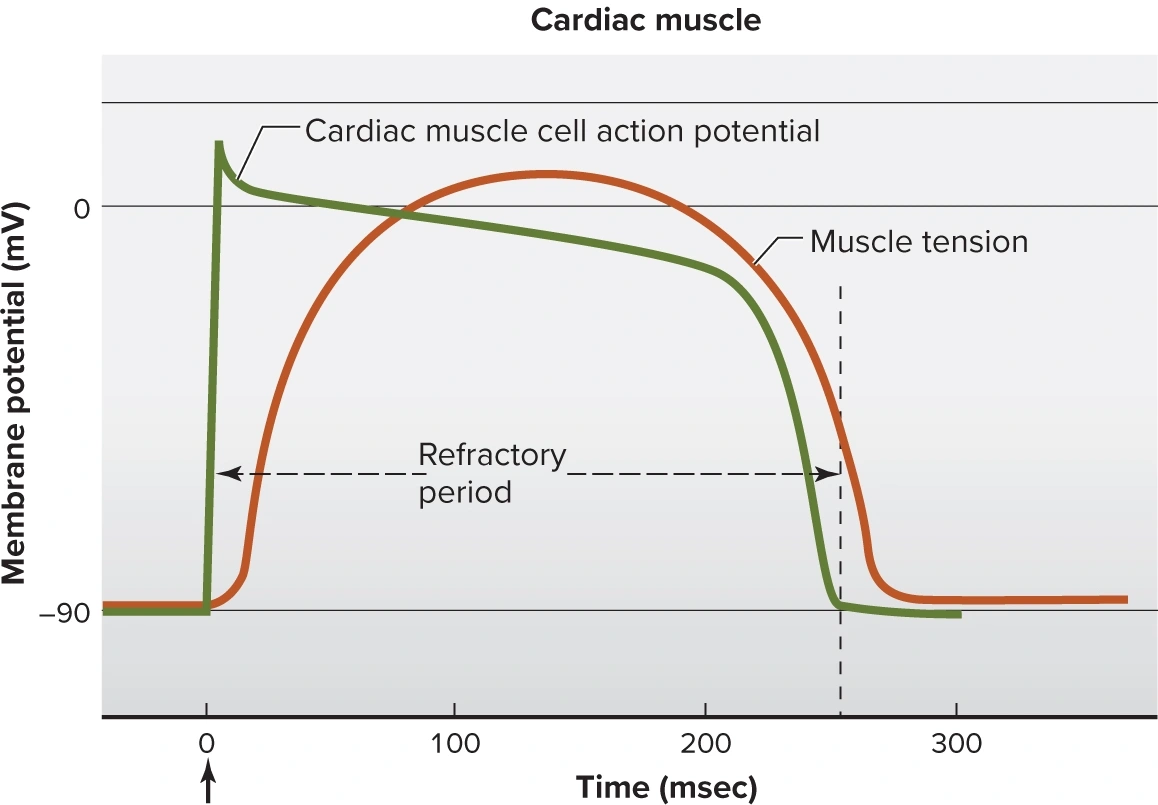 Cardiac muscle
Cardiac muscle cell action potential
0
Muscle tension
Membrane potential (mV)
Refractory
period
–90
0
100
200
300
Time (msec)